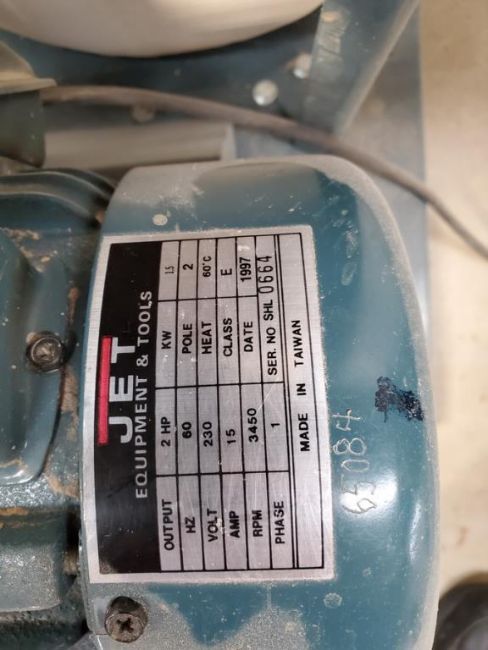 JET
EQUIPMENT & TOOLS
OUTPUT 2 HP KW 1.5
HZ 60 POLE 2
VOLT 230 HEAT 60°C
AMP 15 CLASS E
RPM 3450 DATE 1997
PHASE 1 SER. NO SHL 0664
MADE IN TAIWAN
65084